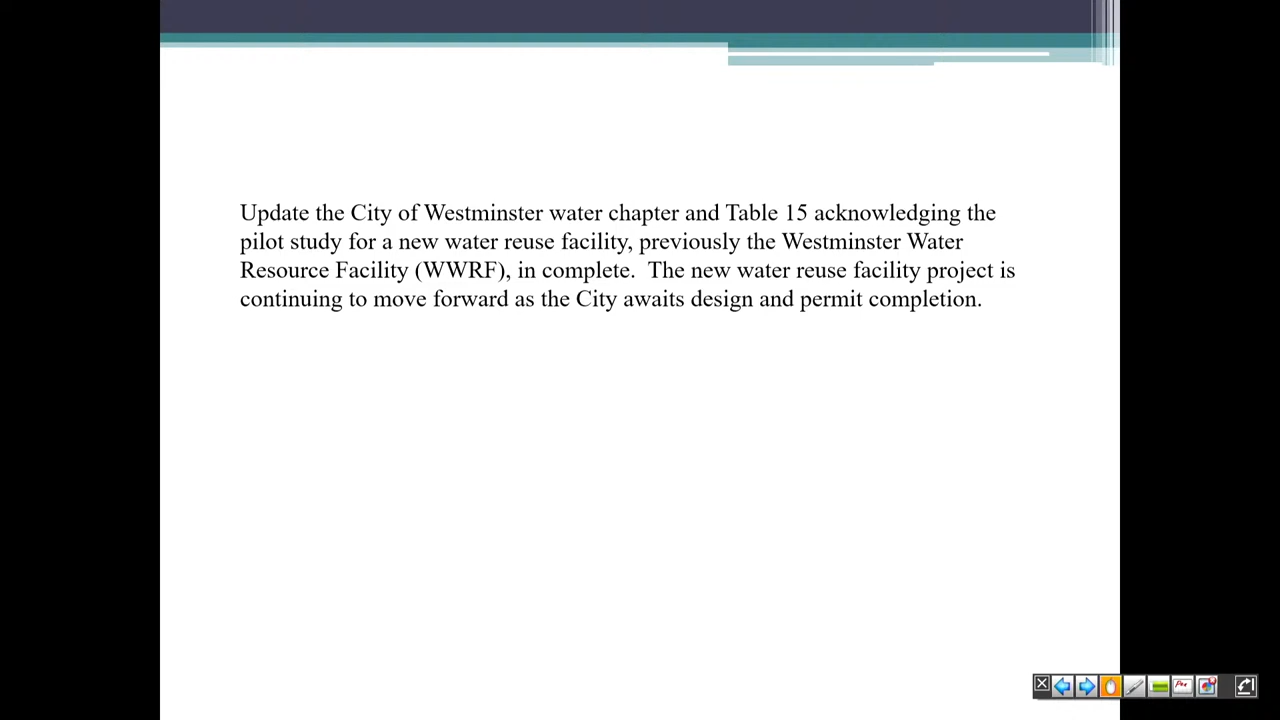 Update the City of Westminster water chapter and Table 15 acknowledging the
pilot study for a new water reuse facility, previously the Westminster Water
Resource Facility (WWRF), in complete.  The new water reuse facility project is
continuing to move forward as the City awaits design and permit completion.